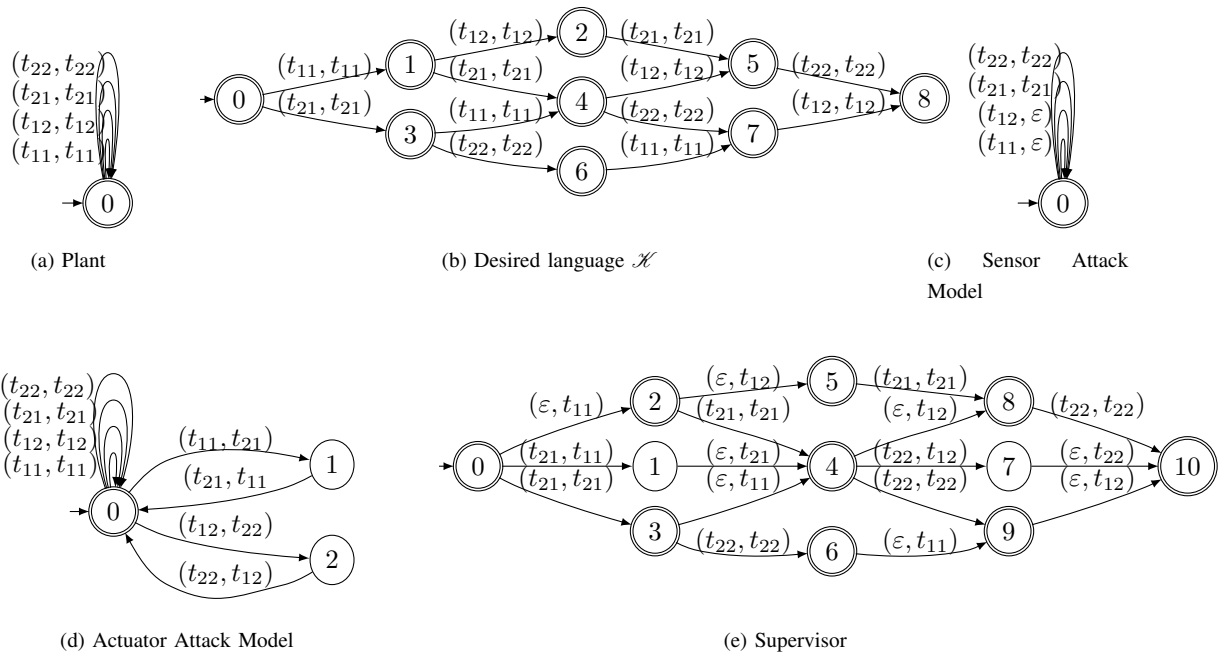 (t₂₂, t₂₂)
(t₂₁, t₂₁)
(t₁₂, t₁₂)
(t₁₁, t₁₁)
0
(a) Plant
0
(t₁₁, t₁₁)
(t₂₁, t₂₁)
1
3
(t₁₂, t₁₂)
(t₂₁, t₂₁)
(t₁₁, t₁₁)
(t₂₂, t₂₂)
2
4
6
(t₂₁, t₂₁)
(t₁₂, t₁₂)
(t₂₂, t₂₂)
(t₁₁, t₁₁)
5
7
(t₂₂, t₂₂)
(t₁₂, t₁₂)
8
(b) Desired language 𝒦
(t₂₂, t₂₂)
(t₂₁, t₂₁)
(t₁₂, ε)
(t₁₁, ε)
0
(c) Sensor Attack
Model
(t₂₂, t₂₂)
(t₂₁, t₂₁)
(t₁₂, t₁₂)
(t₁₁, t₁₁)
0
(t₁₁, t₂₁)
(t₂₁, t₁₁)
(t₁₂, t₂₂)
(t₂₂, t₁₂)
1
2
(d) Actuator Attack Model
0
(ε, t₁₁)
(t₂₁, t₁₁)
(t₂₁, t₂₁)
2
1
3
(ε, t₁₂)
(t₂₁, t₂₁)
(ε, t₂₁)
(ε, t₁₁)
(t₂₂, t₂₂)
5
4
6
(t₂₁, t₂₁)
(ε, t₁₂)
(t₂₂, t₁₂)
(t₂₂, t₂₂)
(ε, t₁₁)
8
7
9
(t₂₂, t₂₂)
(ε, t₂₂)
(ε, t₁₂)
10
(e) Supervisor